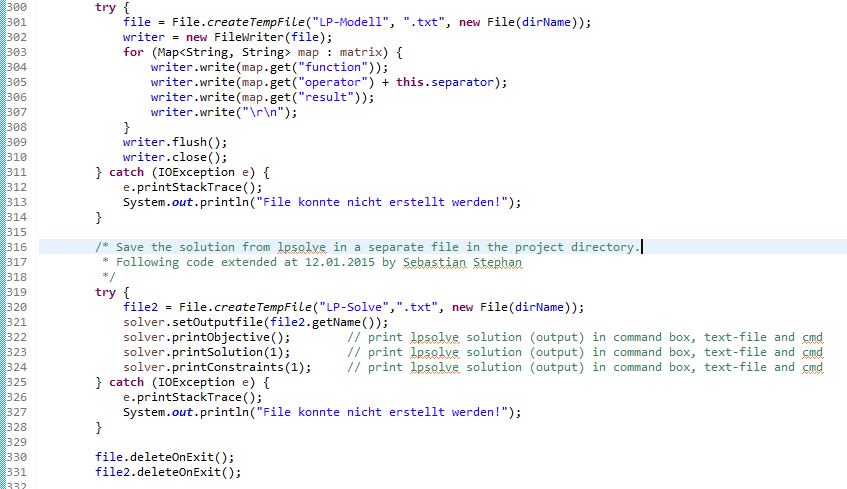 300 try {
301 file = File.createTempFile("LP-Modell", ".txt", new File(dirName));
302 writer = new FileWriter(file);
303 for (Map<String, String> map : matrix) {
304 writer.write(map.get("function"));
305 writer.write(map.get("operator") + this.separator);
306 writer.write(map.get("result"));
307 writer.write("\r\n");
308 }
309 writer.flush();
310 writer.close();
311 } catch (IOException e) {
312 e.printStackTrace();
313 System.out.println("File konnte nicht erstellt werden!");
314 }
315
316 /* Save the solution from lpsolve in a separate file in the project directory.
317 * Following code extended at 12.01.2015 by Sebastian Stephan
318 */
319 try {
320 file2 = File.createTempFile("LP-Solve",".txt", new File(dirName));
321 solver.setOutputfile(file2.getName());
322 solver.printObjective(); // print lpsolve solution (output) in command box, text-file and cmd
323 solver.printSolution(1); // print lpsolve solution (output) in command box, text-file and cmd
324 solver.printConstraints(1); // print lpsolve solution (output) in command box, text-file and cmd
325 } catch (IOException e) {
326 e.printStackTrace();
327 System.out.println("File konnte nicht erstellt werden!");
328 }
329
330 file.deleteOnExit();
331 file2.deleteOnExit();
332